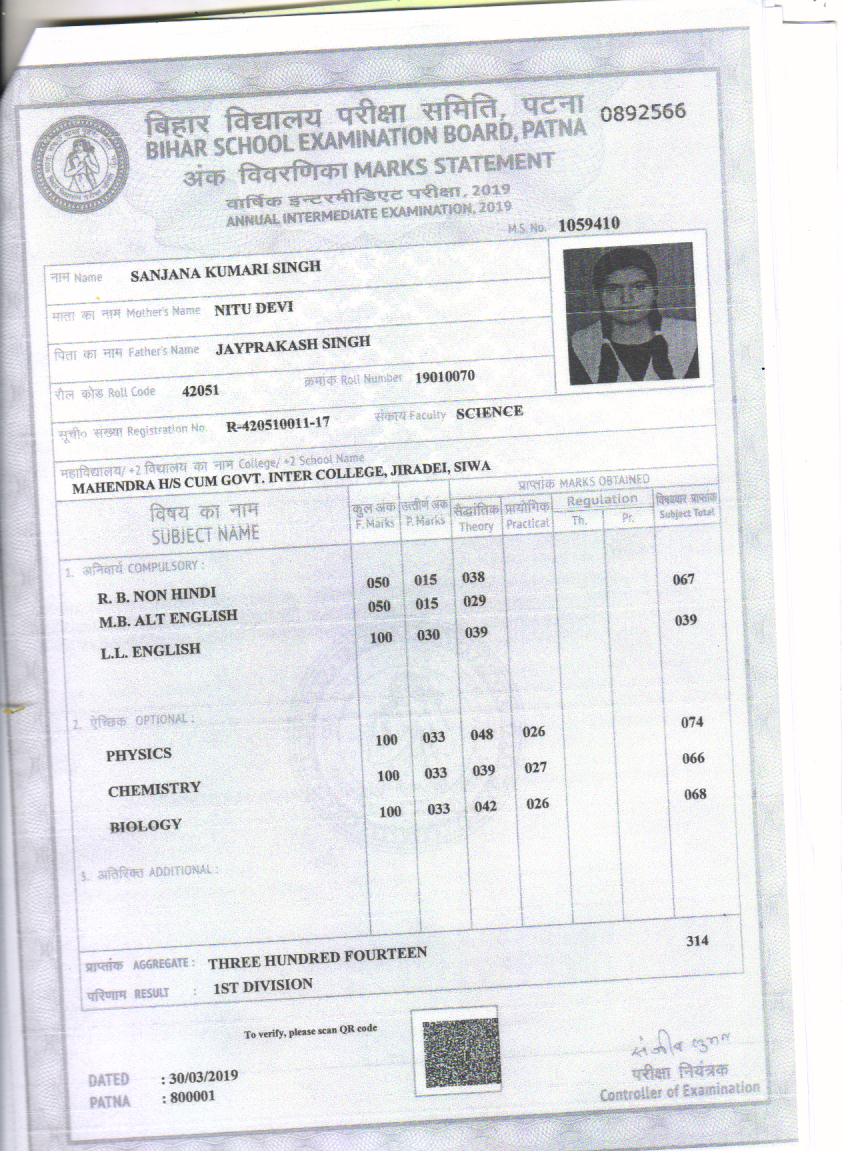 बिहार विद्यालय परीक्षा समिति, पटना
0892566
BIHAR SCHOOL EXAMINATION BOARD, PATNA
अंक विवरणिका MARKS STATEMENT
वार्षिक इन्टरमीडिएट परीक्षा, 2019
ANNUAL INTERMEDIATE EXAMINATION, 2019
M.S. No. 1059410
नाम Name SANJANA KUMARI SINGH
माता का नाम Mother's Name NITU DEVI
पिता का नाम Father's Name JAYPRAKASH SINGH
रौल कोड Roll Code 42051 क्रमांक Roll Number 19010070
सूची० संख्या Registration No. R-420510011-17 संकाय Faculty SCIENCE
महाविद्यालय/ +2 विद्यालय का नाम College/ +2 School Name
MAHENDRA H/S CUM GOVT. INTER COLLEGE, JIRADEI, SIWA
विषय का नाम कुल अंक उत्तीर्ण अंक प्राप्तांक MARKS OBTAINED
SUBJECT NAME F. Marks P. Marks सैद्धांतिक प्रायोगिक Regulation विषयवार प्राप्तांक
Theory Practical Th. Pr. Subject Total
1. अनिवार्य COMPULSORY :
R. B. NON HINDI 050 015 038 067
M.B. ALT ENGLISH 050 015 029
L.L. ENGLISH 100 030 039 039
2. ऐच्छिक OPTIONAL :
PHYSICS 100 033 048 026 074
CHEMISTRY 100 033 039 027 066
BIOLOGY 100 033 042 026 068
3. अतिरिक्त ADDITIONAL :
प्राप्तांक AGGREGATE : THREE HUNDRED FOURTEEN 314
परिणाम RESULT : 1ST DIVISION
To verify, please scan QR code
DATED : 30/03/2019
PATNA : 800001
परीक्षा नियंत्रक
Controller of Examination